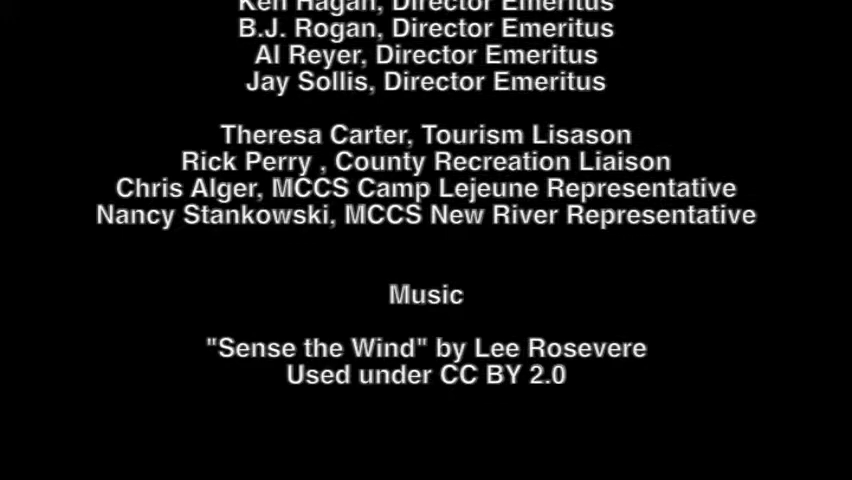 Ken Hagan, Director Emeritus
B.J. Rogan, Director Emeritus
Al Reyer, Director Emeritus
Jay Sollis, Director Emeritus
Theresa Carter, Tourism Lisason
Rick Perry , County Recreation Liaison
Chris Alger, MCCS Camp Lejeune Representative
Nancy Stankowski, MCCS New River Representative
Music
"Sense the Wind" by Lee Rosevere
Used under CC BY 2.0